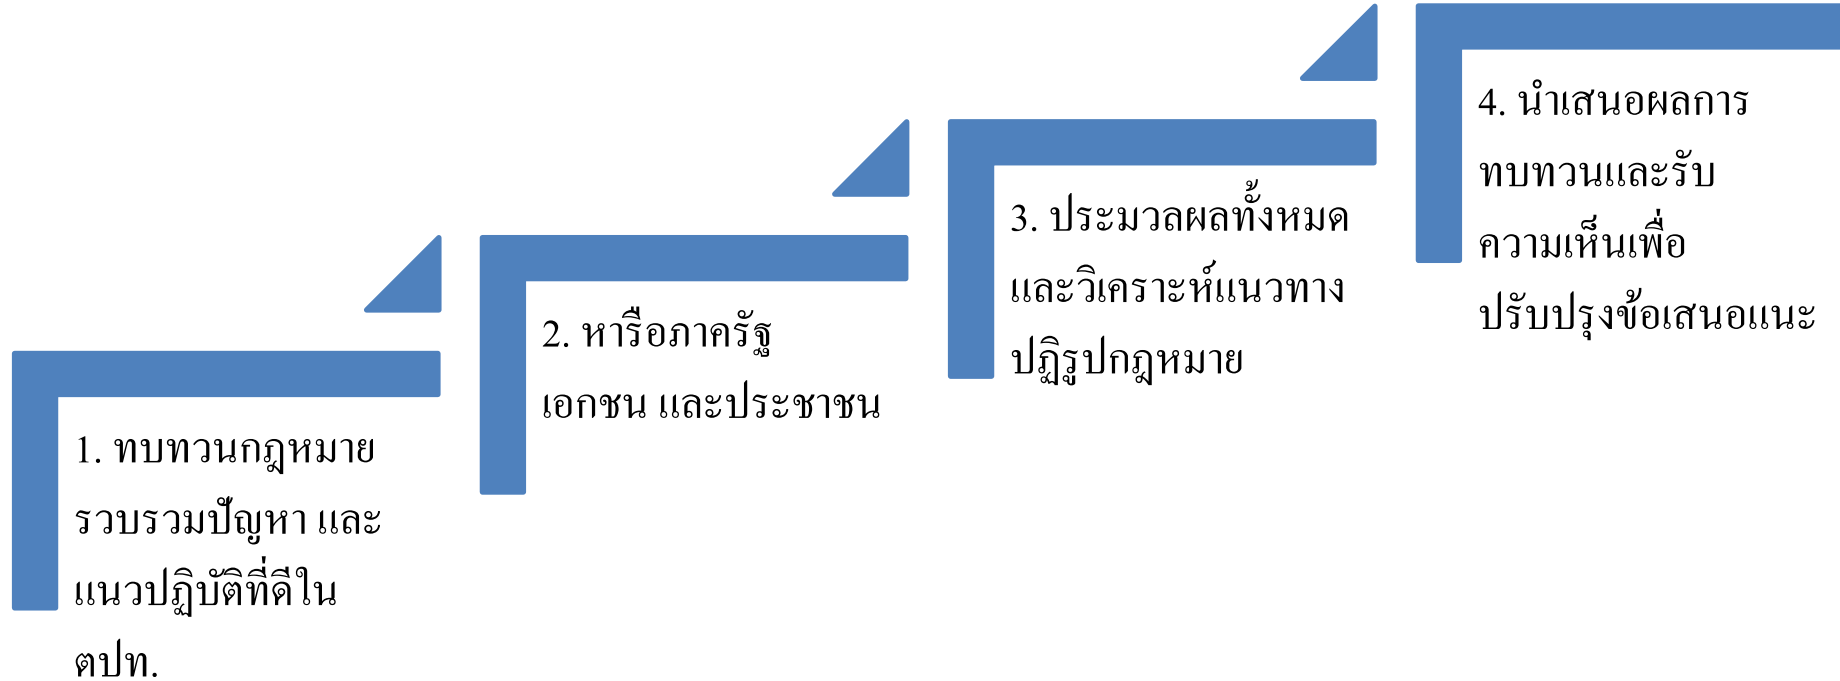 1. ทบทวนกฎหมาย
รวบรวมปัญหา และ
แนวปฏิบัติที่ดีใน
ตปท.
2. หารือภาครัฐ
เอกชน และประชาชน
3. ประมวลผลทั้งหมด
และวิเคราะห์แนวทาง
ปฏิรูปกฎหมาย
4. นำเสนอผลการ
ทบทวนและรับ
ความเห็นเพื่อ
ปรับปรุงข้อเสนอแนะ